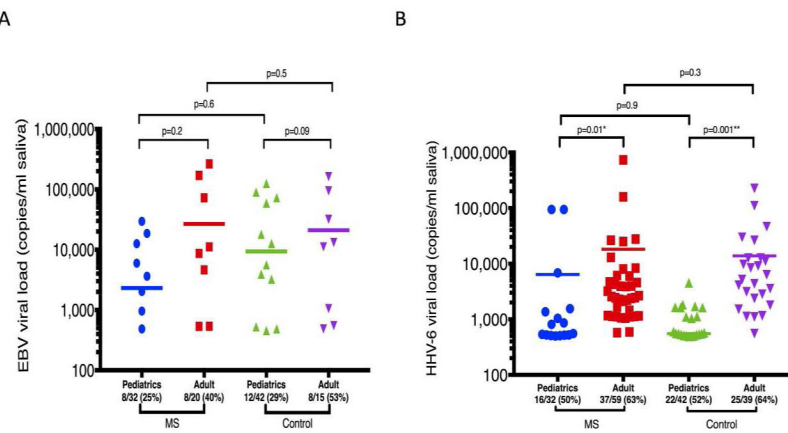 A
B
p=0.5
p=0.6
p=0.2
p=0.09
EBV viral load (copies/ml saliva)
1,000,000
100,000
10,000
1,000
100
Pediatrics Adult Pediatrics Adult
8/32 (25%) 8/20 (40%) 12/42 (29%) 8/15 (53%)
MS Control
p=0.3
p=0.9
p=0.01* p=0.001**
HHV-6 viral load (copies/ml saliva)
1,000,000
100,000
10,000
1,000
100
Pediatrics Adult Pediatrics Adult
16/32 (50%) 37/59 (63%) 22/42 (52%) 25/39 (64%)
MS Control